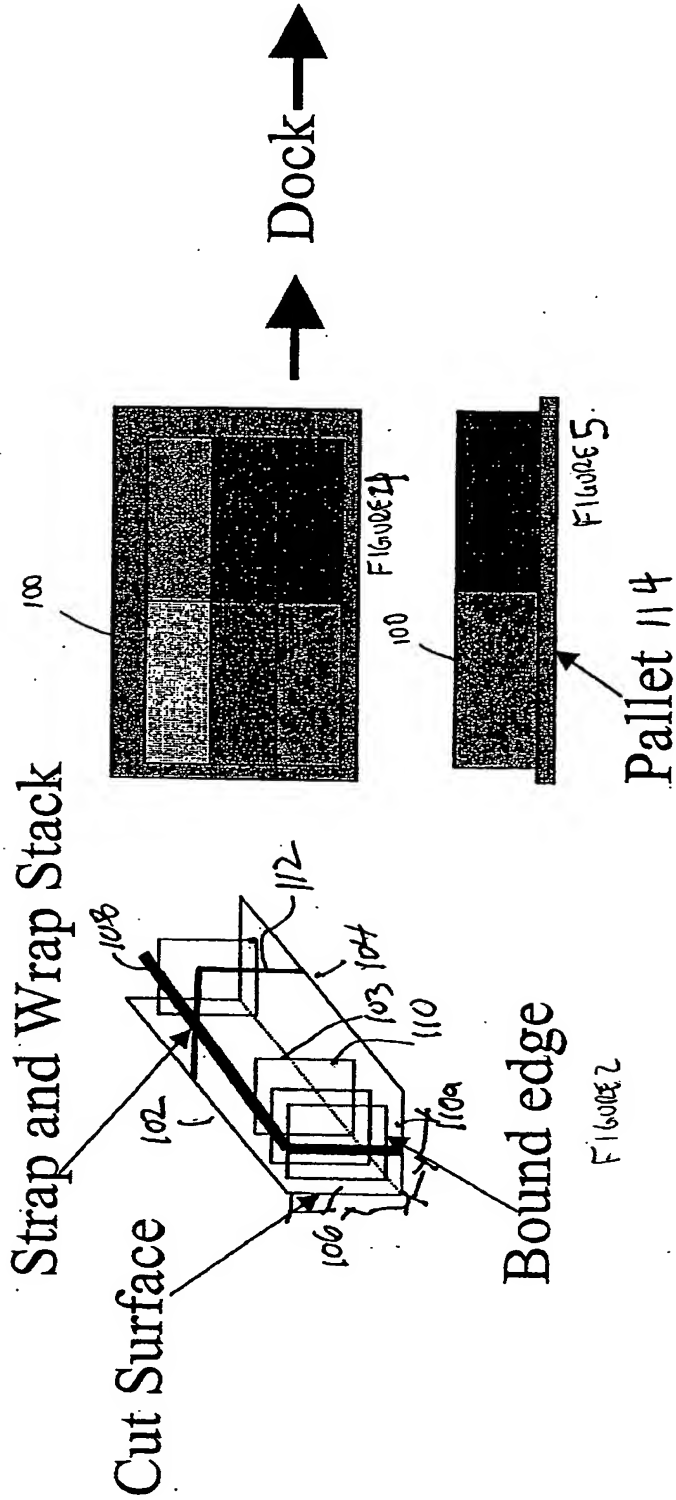 Strap and Wrap Stack
Cut Surface
108
102
112
104
103
110
110a
106
Bound edge
FIGURE 2
100
FIGURE 4
100
FIGURE 5.
Pallet 114
Dock